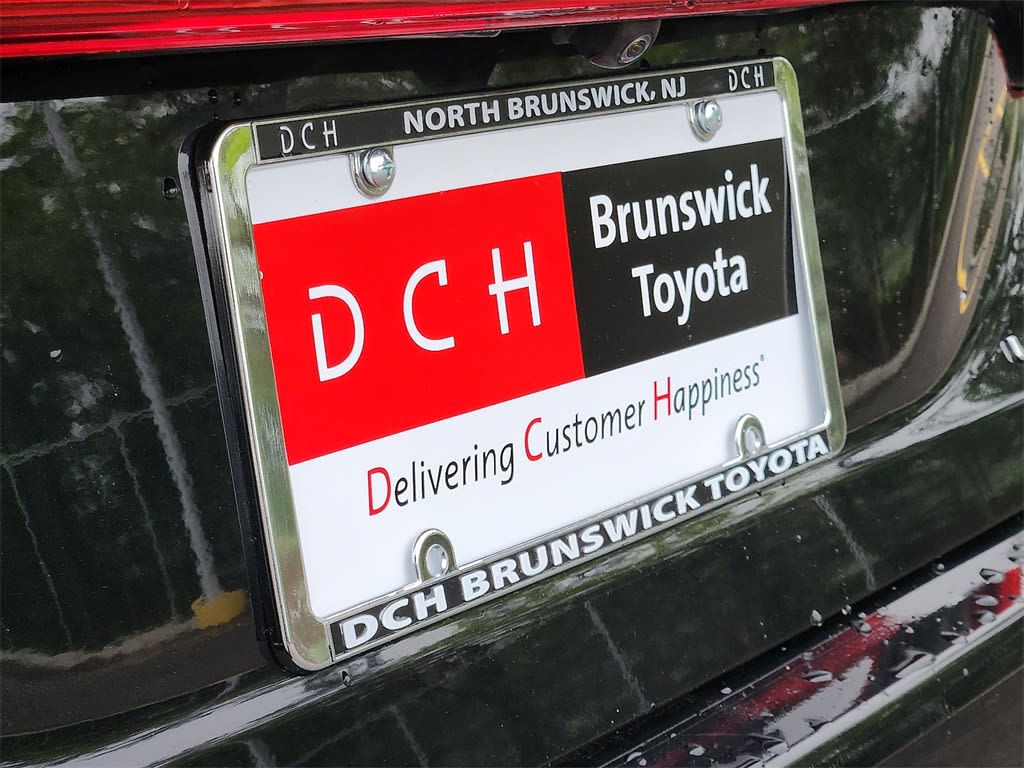 DCH NORTH BRUNSWICK, NJ DCH
DCH
Brunswick
Toyota
Delivering Customer Happiness®
DCH BRUNSWICK TOYOTA